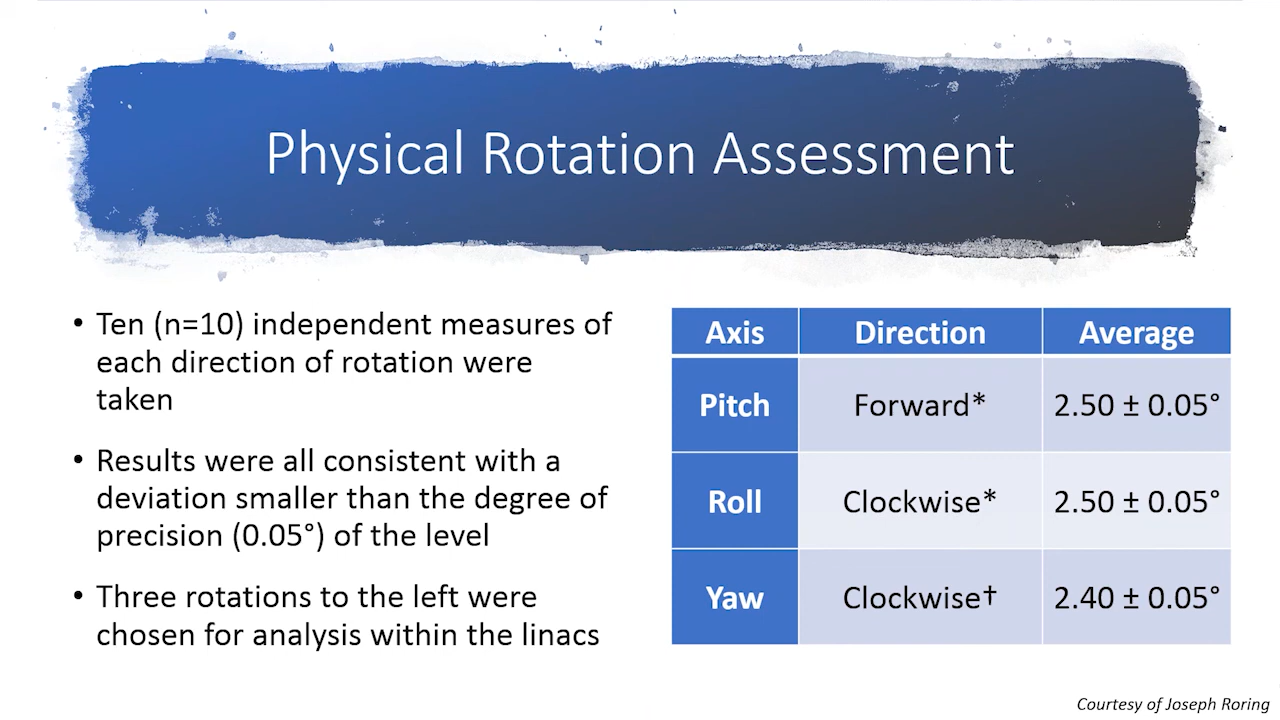 Physical Rotation Assessment
• Ten (n=10) independent measures of
each direction of rotation were
taken
• Results were all consistent with a
deviation smaller than the degree of
precision (0.05°) of the level
• Three rotations to the left were
chosen for analysis within the linacs
Axis Direction Average
Pitch Forward* 2.50 ± 0.05°
Roll Clockwise* 2.50 ± 0.05°
Yaw Clockwise† 2.40 ± 0.05°
Courtesy of Joseph Roring